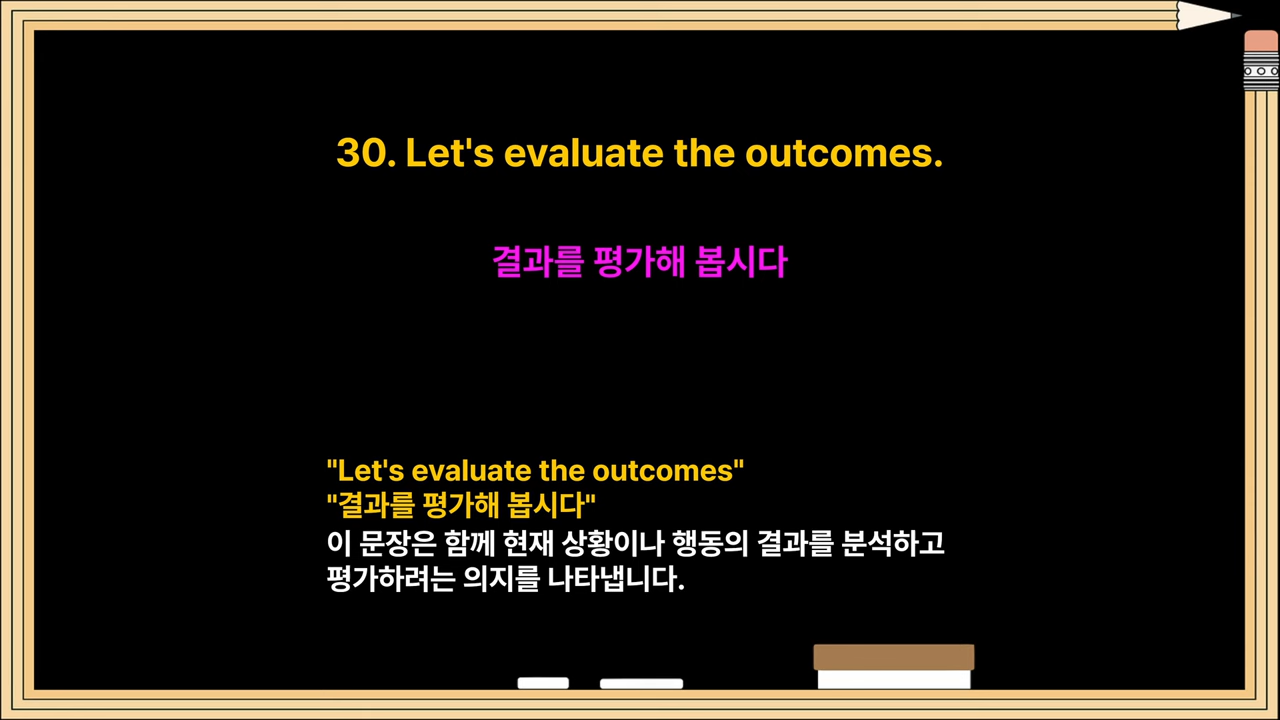 30. Let's evaluate the outcomes.
결과를 평가해 봅시다
"Let's evaluate the outcomes"
"결과를 평가해 봅시다"
이 문장은 함께 현재 상황이나 행동의 결과를 분석하고
평가하려는 의지를 나타냅니다.